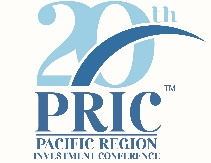 20th
PRIC™
PACIFIC REGION
INVESTMENT CONFERENCE